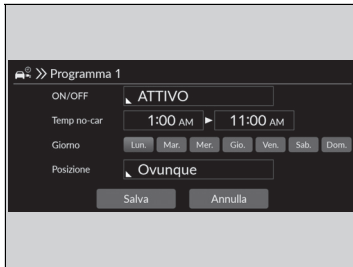 Programma 1
ON/OFF ATTIVO
Temp no-car 1:00 AM ► 11:00 AM
Giorno Lun. Mar. Mer. Gio. Ven. Sab. Dom.
Posizione Ovunque
Salva Annulla